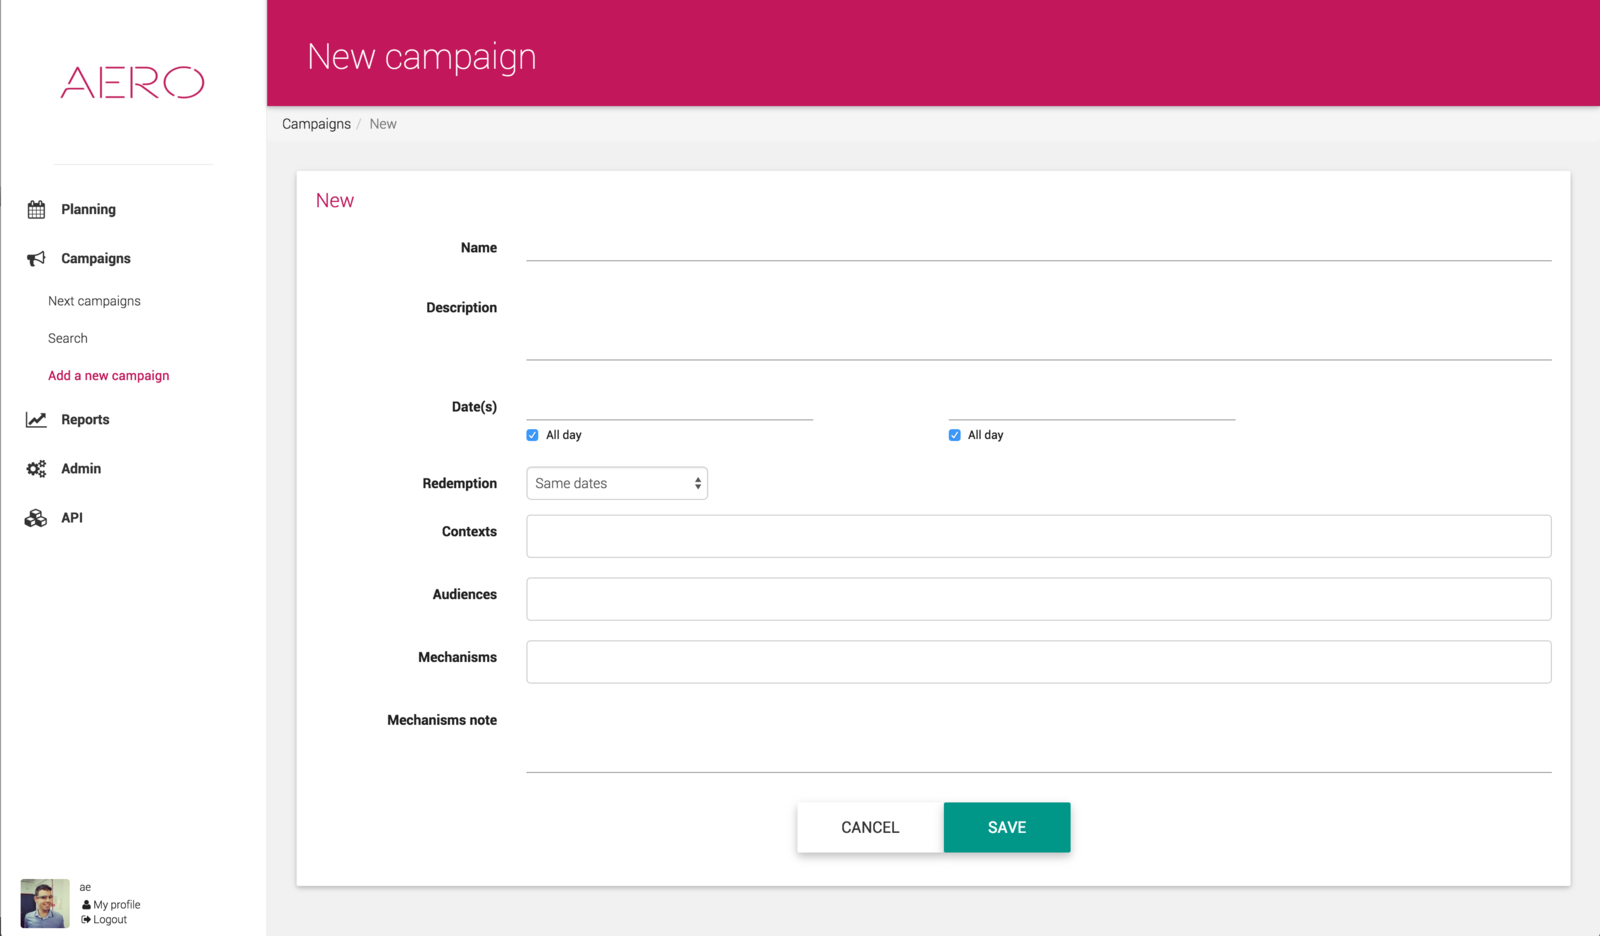 AERO
New campaign
Campaigns / New
Planning
Campaigns
Next campaigns
Search
Add a new campaign
Reports
Admin
API
ae
My profile
Logout
New
Name
Description
Date(s)
All day
All day
Redemption
Same dates
Contexts
Audiences
Mechanisms
Mechanisms note
CANCEL
SAVE